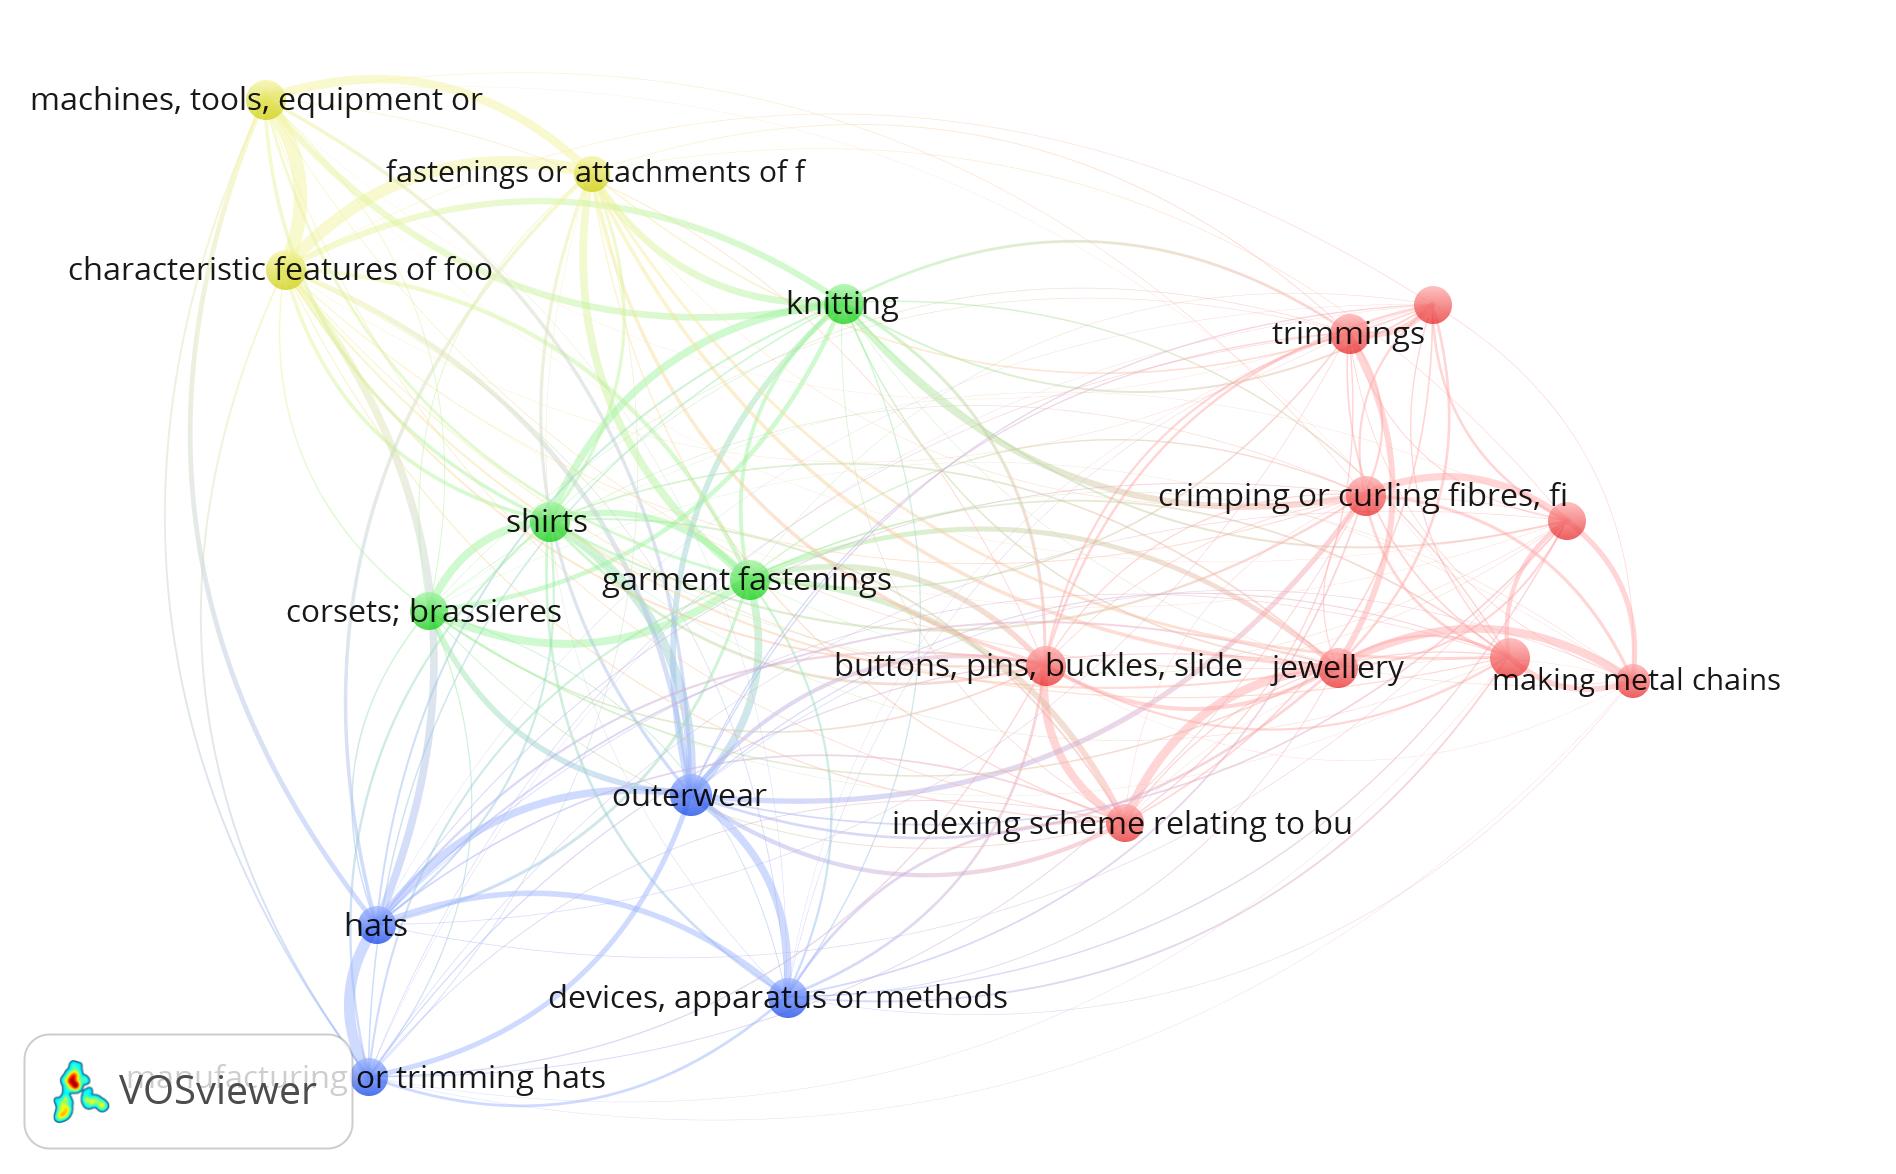 machines, tools, equipment or
fastenings or attachments of f
characteristic features of foo
knitting
trimmings
crimping or curling fibres, fi
shirts
garment fastenings
corsets; brassieres
buttons, pins, buckles, slide
jewellery
making metal chains
outerwear
indexing scheme relating to bu
hats
devices, apparatus or methods
manufacturing or trimming hats
VOSviewer